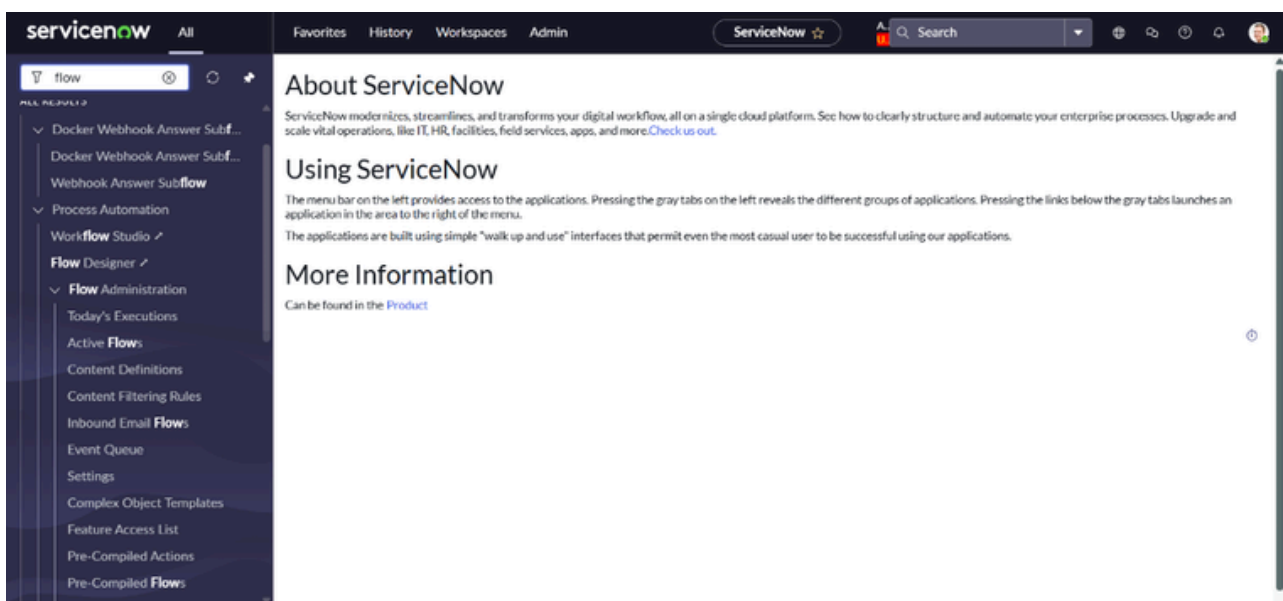 servicenow All Favorites History Workspaces Admin ServiceNow Search
flow
ALL RESULTS
Docker Webhook Answer Subf...
Docker Webhook Answer Subf...
Webhook Answer Subflow
Process Automation
Workflow Studio
Flow Designer
Flow Administration
Today's Executions
Active Flows
Content Definitions
Content Filtering Rules
Inbound Email Flows
Event Queue
Settings
Complex Object Templates
Feature Access List
Pre-Compiled Actions
Pre-Compiled Flows
About ServiceNow
ServiceNow modernizes, streamlines, and transforms your digital workflow, all on a single cloud platform. See how to clearly structure and automate your enterprise processes. Upgrade and
scale vital operations, like IT, HR, facilities, field services, apps, and more.Check us out.
Using ServiceNow
The menu bar on the left provides access to the applications. Pressing the gray tabs on the left reveals the different groups of applications. Pressing the links below the gray tabs launches an
application in the area to the right of the menu.
The applications are built using simple "walk up and use" interfaces that permit even the most casual user to be successful using our applications.
More Information
Can be found in the Product